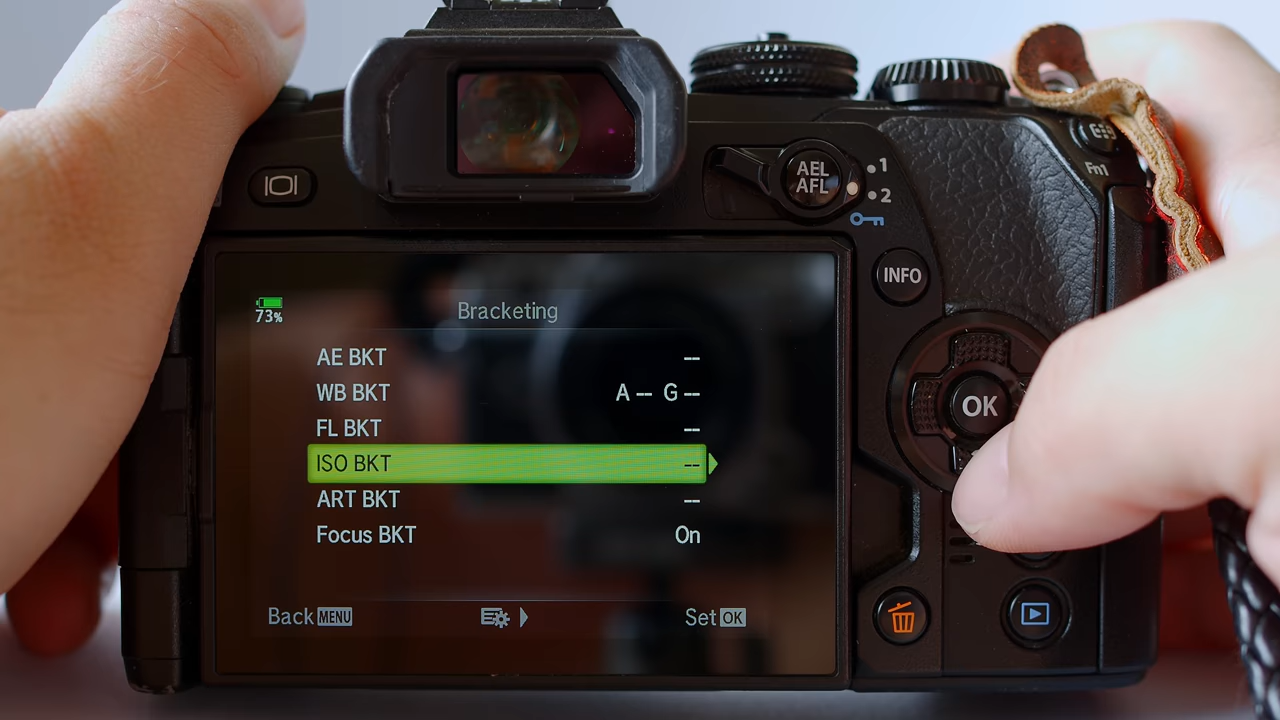 AEL
AFL
1
2
Fn1
INFO
73%
Bracketing
AE BKT --
WB BKT A -- G --
FL BKT --
ISO BKT --
ART BKT --
Focus BKT On
Back MENU
Set OK
OK